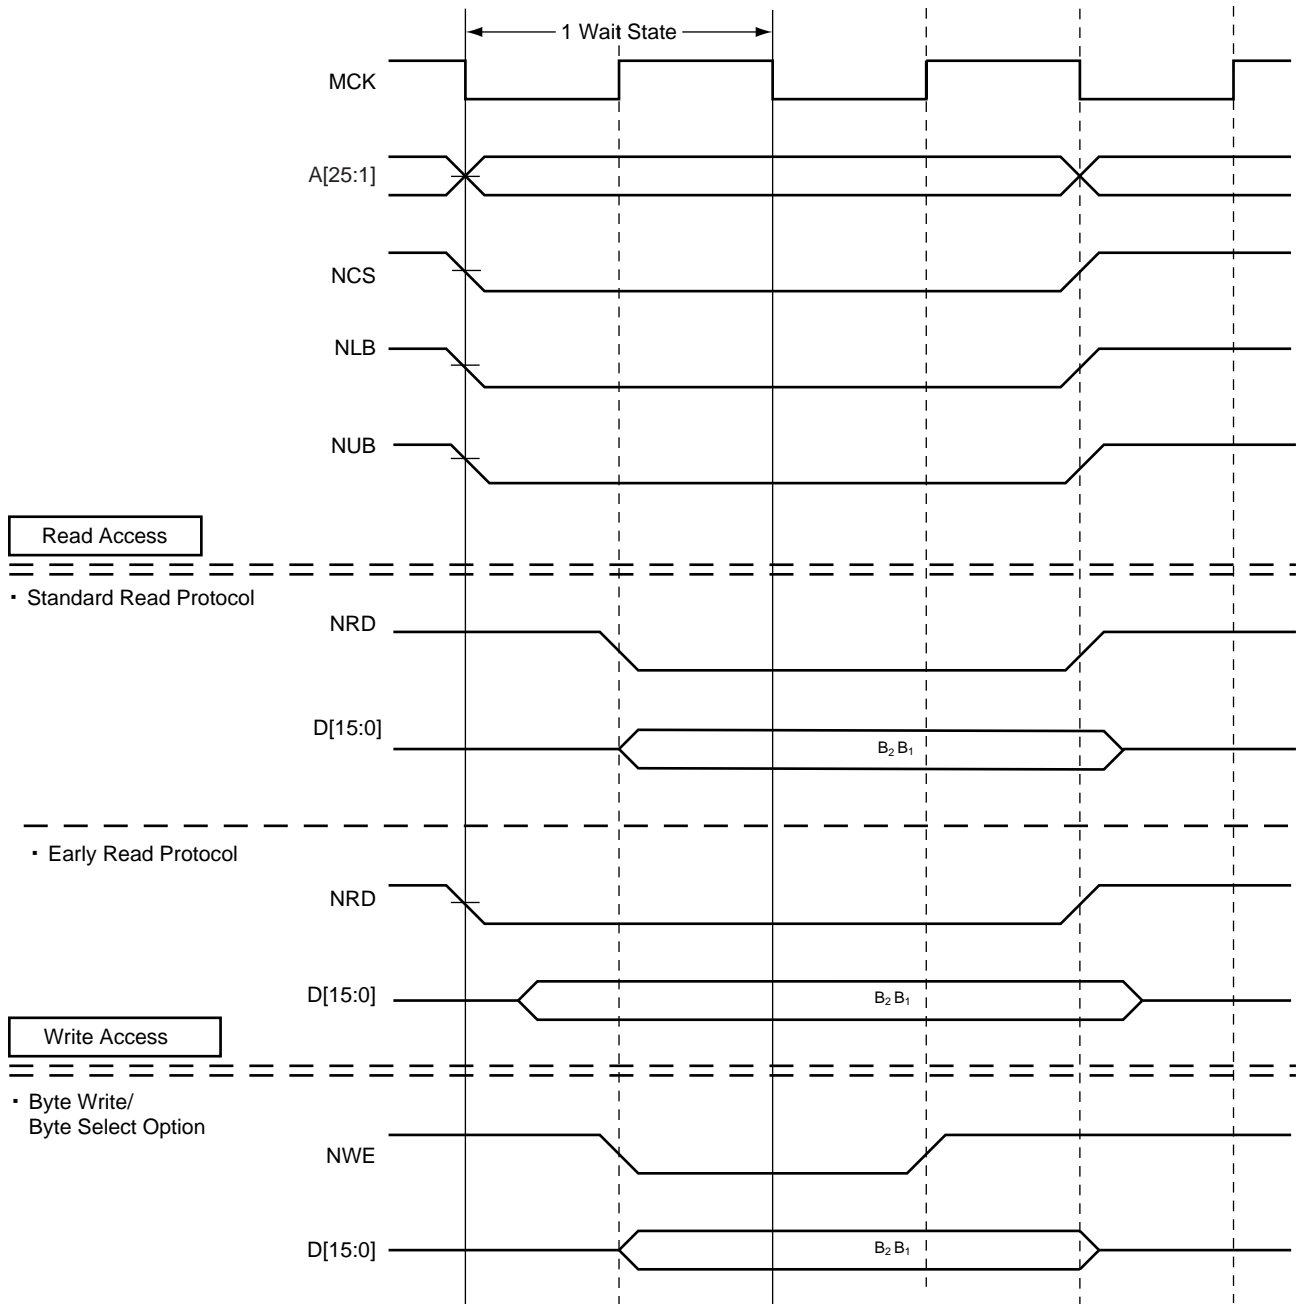 1 Wait State
MCK
A[25:1]
NCS
NLB
NUB
Read Access
· Standard Read Protocol
NRD
D[15:0]
B₂ B₁
· Early Read Protocol
NRD
D[15:0]
B₂ B₁
Write Access
· Byte Write/
Byte Select Option
NWE
D[15:0]
B₂ B₁